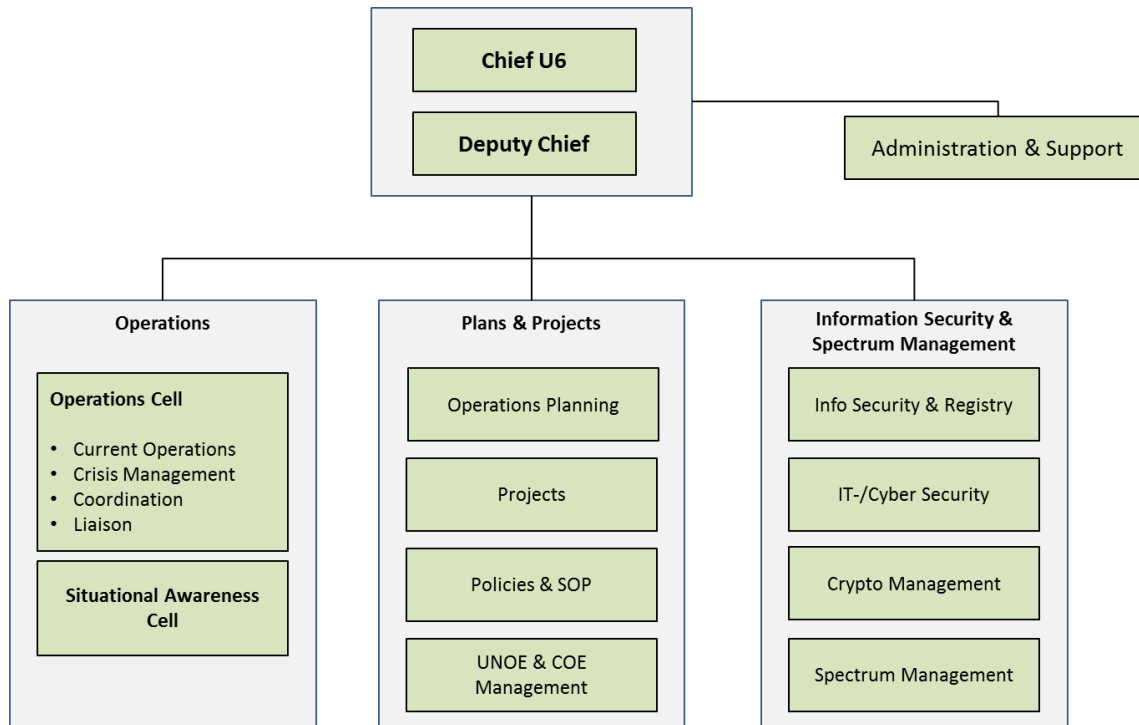 Chief U6
Deputy Chief
Administration & Support
Operations
Operations Cell
• Current Operations
• Crisis Management
• Coordination
• Liaison
Situational Awareness
Cell
Plans & Projects
Operations Planning
Projects
Policies & SOP
UNOE & COE
Management
Information Security &
Spectrum Management
Info Security & Registry
IT-/Cyber Security
Crypto Management
Spectrum Management